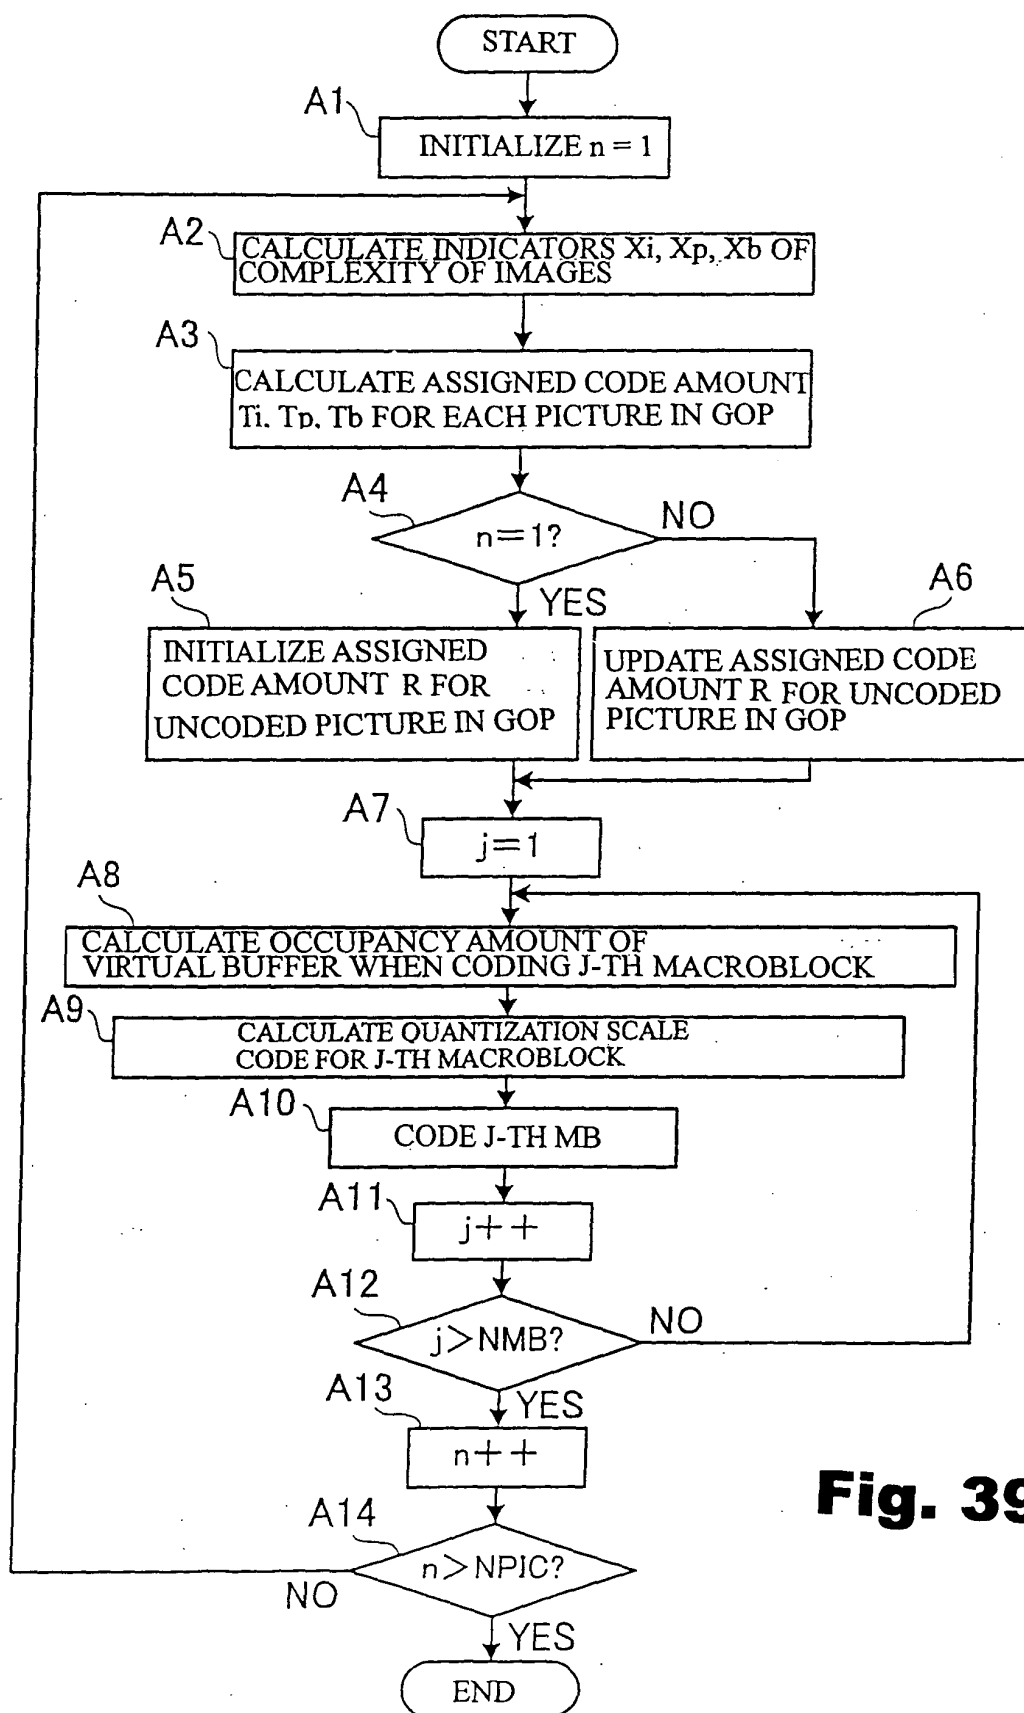 START
A1
INITIALIZE n = 1
A2
CALCULATE INDICATORS Xi, Xp, Xb OF
COMPLEXITY OF IMAGES
A3
CALCULATE ASSIGNED CODE AMOUNT
Ti, Tp, Tb FOR EACH PICTURE IN GOP
A4
n=1?
NO
YES
A5
INITIALIZE ASSIGNED
CODE AMOUNT R FOR
UNCODED PICTURE IN GOP
A6
UPDATE ASSIGNED CODE
AMOUNT R FOR UNCODED
PICTURE IN GOP
A7
j=1
A8
CALCULATE OCCUPANCY AMOUNT OF
VIRTUAL BUFFER WHEN CODING J-TH MACROBLOCK
A9
CALCULATE QUANTIZATION SCALE
CODE FOR J-TH MACROBLOCK
A10
CODE J-TH MB
A11
j++
A12
j>NMB?
NO
YES
A13
n++
A14
n>NPIC?
NO
YES
END
Fig. 39